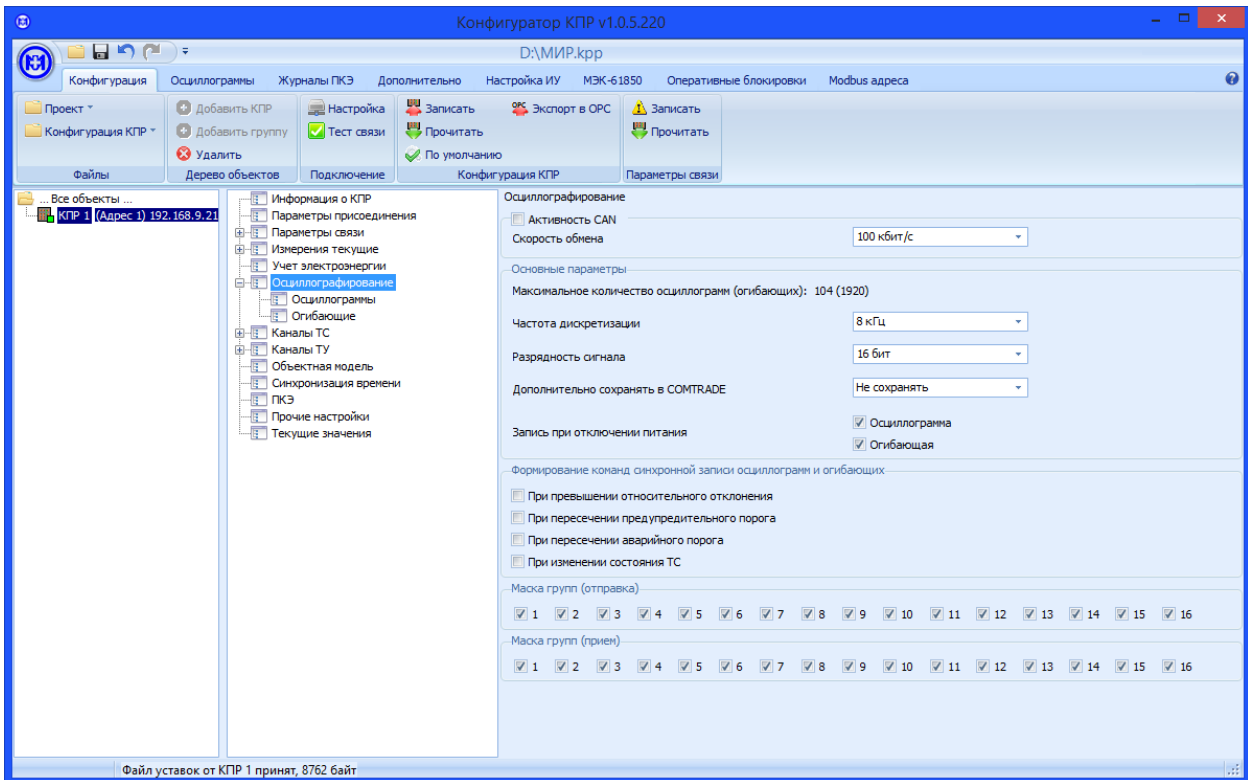 Конфигуратор КПР v1.0.5.220
D:\МИР.kpp
Конфигурация Осциллограммы Журналы ПКЭ Дополнительно Настройка ИУ МЭК-61850 Оперативные блокировки Modbus адреса
Проект Добавить КПР Настройка Записать Экспорт в OPC Записать
Конфигурация КПР Добавить группу Тест связи Прочитать Прочитать
Удалить По умолчанию
Файлы Дерево объектов Подключение Конфигурация КПР Параметры связи
... Все объекты ...
КПР 1 (Адрес 1) 192.168.9.21
Информация о КПР
Параметры присоединения
Параметры связи
Измерения текущие
Учет электроэнергии
Осциллографирование
Осциллограммы
Огибающие
Каналы ТС
Каналы ТУ
Объектная модель
Синхронизация времени
ПКЭ
Прочие настройки
Текущие значения
Осциллографирование
Активность CAN
Скорость обмена 100 кбит/с
Основные параметры
Максимальное количество осциллограмм (огибающих): 104 (1920)
Частота дискретизации 8 кГц
Разрядность сигнала 16 бит
Дополнительно сохранять в COMTRADE Не сохранять
Запись при отключении питания
Осциллограмма
Огибающая
Формирование команд синхронной записи осциллограмм и огибающих
При превышении относительного отклонения
При пересечении предупредительного порога
При пересечении аварийного порога
При изменении состояния ТС
Маска групп (отправка)
1 2 3 4 5 6 7 8 9 10 11 12 13 14 15 16
Маска групп (прием)
1 2 3 4 5 6 7 8 9 10 11 12 13 14 15 16
Файл уставок от КПР 1 принят, 8762 байт